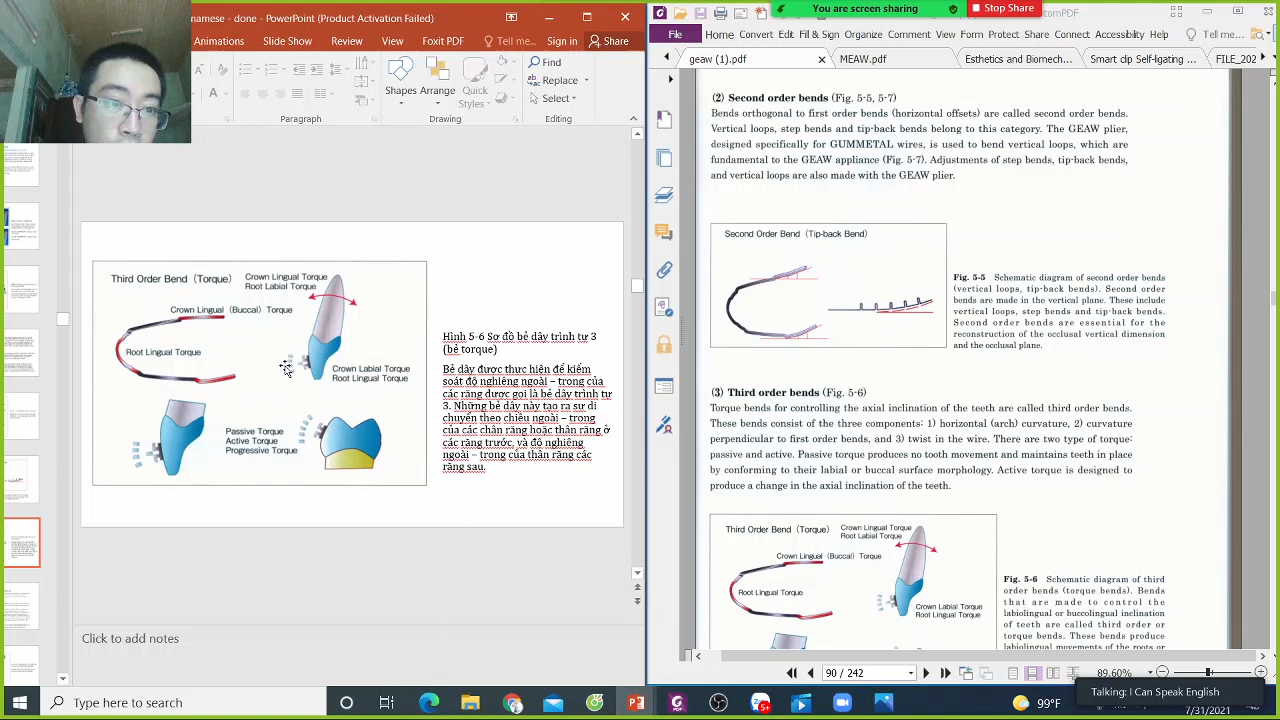 namese - done - PowerPoint (Product Activation Failed)
You are screen sharing
Stop Share
Animations Slide Show Review View Foxit PDF Tell me... Sign in Share
File Home Convert Edit Fill & Sign Organize Comment View Form Protect Share Connect Accessibility Help Tell me...
geaw (1).pdf MEAW.pdf Esthetics and Biomechan... Smart dip Self-ligating ... FILE_202
Shapes Arrange Quick Styles
Find
Replace
Select
Paragraph Drawing Editing
Third Order Bend (Torque)
Crown Lingual Torque
Root Labial Torque
Crown Lingual (Buccal) Torque
Root Lingual Torque
Crown Labial Torque
Root Lingual Torque
Passive Torque
Active Torque
Progressive Torque
Hình 5-6 Sơ đồ bẻ dây trình tự 3
(bẻ torque)
được thực hiện để kiểm
soát độ nghiêng ngoài – trong của
các răng được gọi là bẻ dây trình tự
chuyển theo chiều ngoài – trong
của các chân răng hoặc thân răng ở
các răng trước, và độ nghiêng
ngoài – trong của thân răng các
răng sau.
Click to add notes
(2) Second order bends (Fig. 5-5, 5-7)
Bends orthogonal to first order bends (horizontal offsets) are called second order bends.
Vertical loops, step bends and tip-back bends belong to this category. The GEAW plier,
designed specifically for GUMMETAL wires, is used to bend vertical loops, which are
fundamental to the GEAW appliance (Fig. 5-7). Adjustments of step bends, tip-back bends,
and vertical loops are also made with the GEAW plier.
Second Order Bend (Tip-back Bend)
Fig. 5-5 Schematic diagram of second order bends
(vertical loops, tip-back bends). Second order
bends are made in the vertical plane. These include
vertical loops, step bends and tip-back bends.
Second order bends are essential for the
reconstruction of the occlusal vertical dimension
and the occlusal plane.
(3) Third order bends (Fig. 5-6)
Torque bends for controlling the axial inclination of the teeth are called third order bends.
These bends consist of the three components: 1) horizontal (arch) curvature, 2) curvature
perpendicular to first order bends, and 3) twist in the wire. There are two type of torque:
passive and active. Passive torque produces no tooth movement and maintains teeth in place
by conforming to their labial or buccal surface morphology. Active torque is designed to
produce a change in the axial inclination of the teeth.
Third Order Bend (Torque)
Crown Lingual Torque
Root Labial Torque
Crown Lingual (Buccal) Torque
Root Lingual Torque
Crown Labial Torque
Root Lingual Torque
Fig. 5-6 Schematic diagram of third
order bends (torque bends). Bends
that are made to control the
labiolingual or buccolingual inclination
of teeth are called third order or
torque bends. These bends produce
labiolingual movements of the roots or
90 / 242
89.60%
Talking: I Can Speak English
Type here to search
99°F
7/31/2021